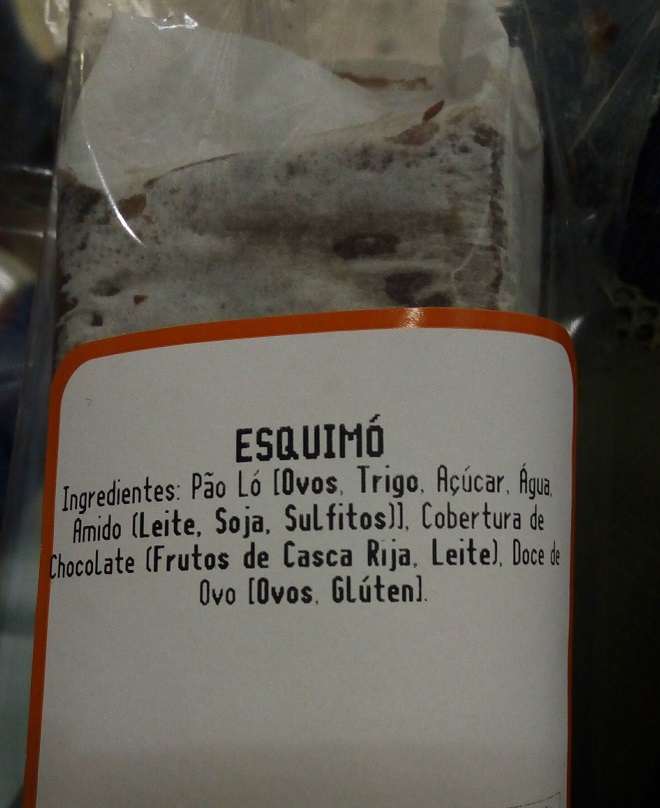 ESQUIMÓ
Ingredientes: Pão Ló [Ovos, Trigo, Açúcar, Água,
Amido (Leite, Soja, Sulfitos)], Cobertura de
Chocolate (Frutos de Casca Rija, Leite), Doce de
Ovo [Ovos, Glúten].